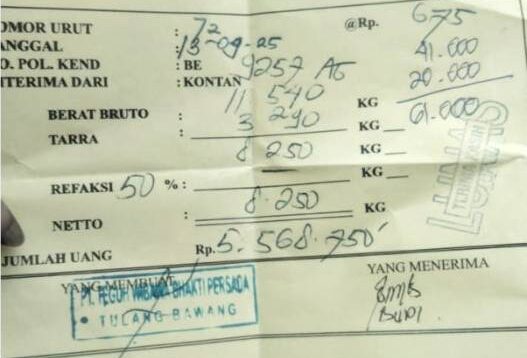 OMOR URUT : 72 @Rp. 675
ANGGAL : 13-09-25 41.000
O. POL. KEND : BE 9257 AG 20.000
ITERIMA DARI : KONTAN 61.000
BERAT BRUTO : 11 540 KG
TARRA : 3 290 KG
8 250 KG
KG
REFAKSI 50 % :
NETTO : 8.250 KG
JUMLAH UANG Rp. 5.568.750
YANG MEMBUAT YANG MENERIMA
PT. TEGUH WIBAWA BHAKTI PERSADA
TULANG BAWANG